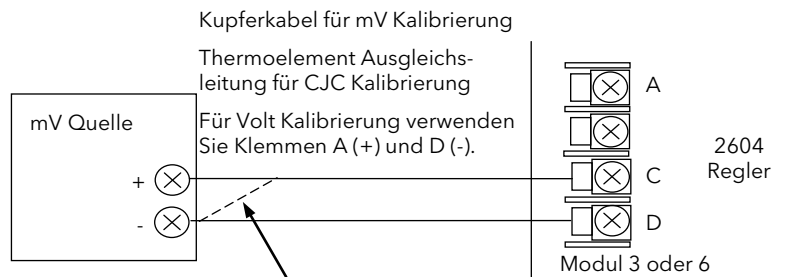 Kupferkabel für mV Kalibrierung
Thermoelement Ausgleichs-
leitung für CJC Kalibrierung
Für Volt Kalibrierung verwenden
Sie Klemmen A (+) und D (-).
mV Quelle
+
-
A
C
D
2604
Regler
Modul 3 oder 6